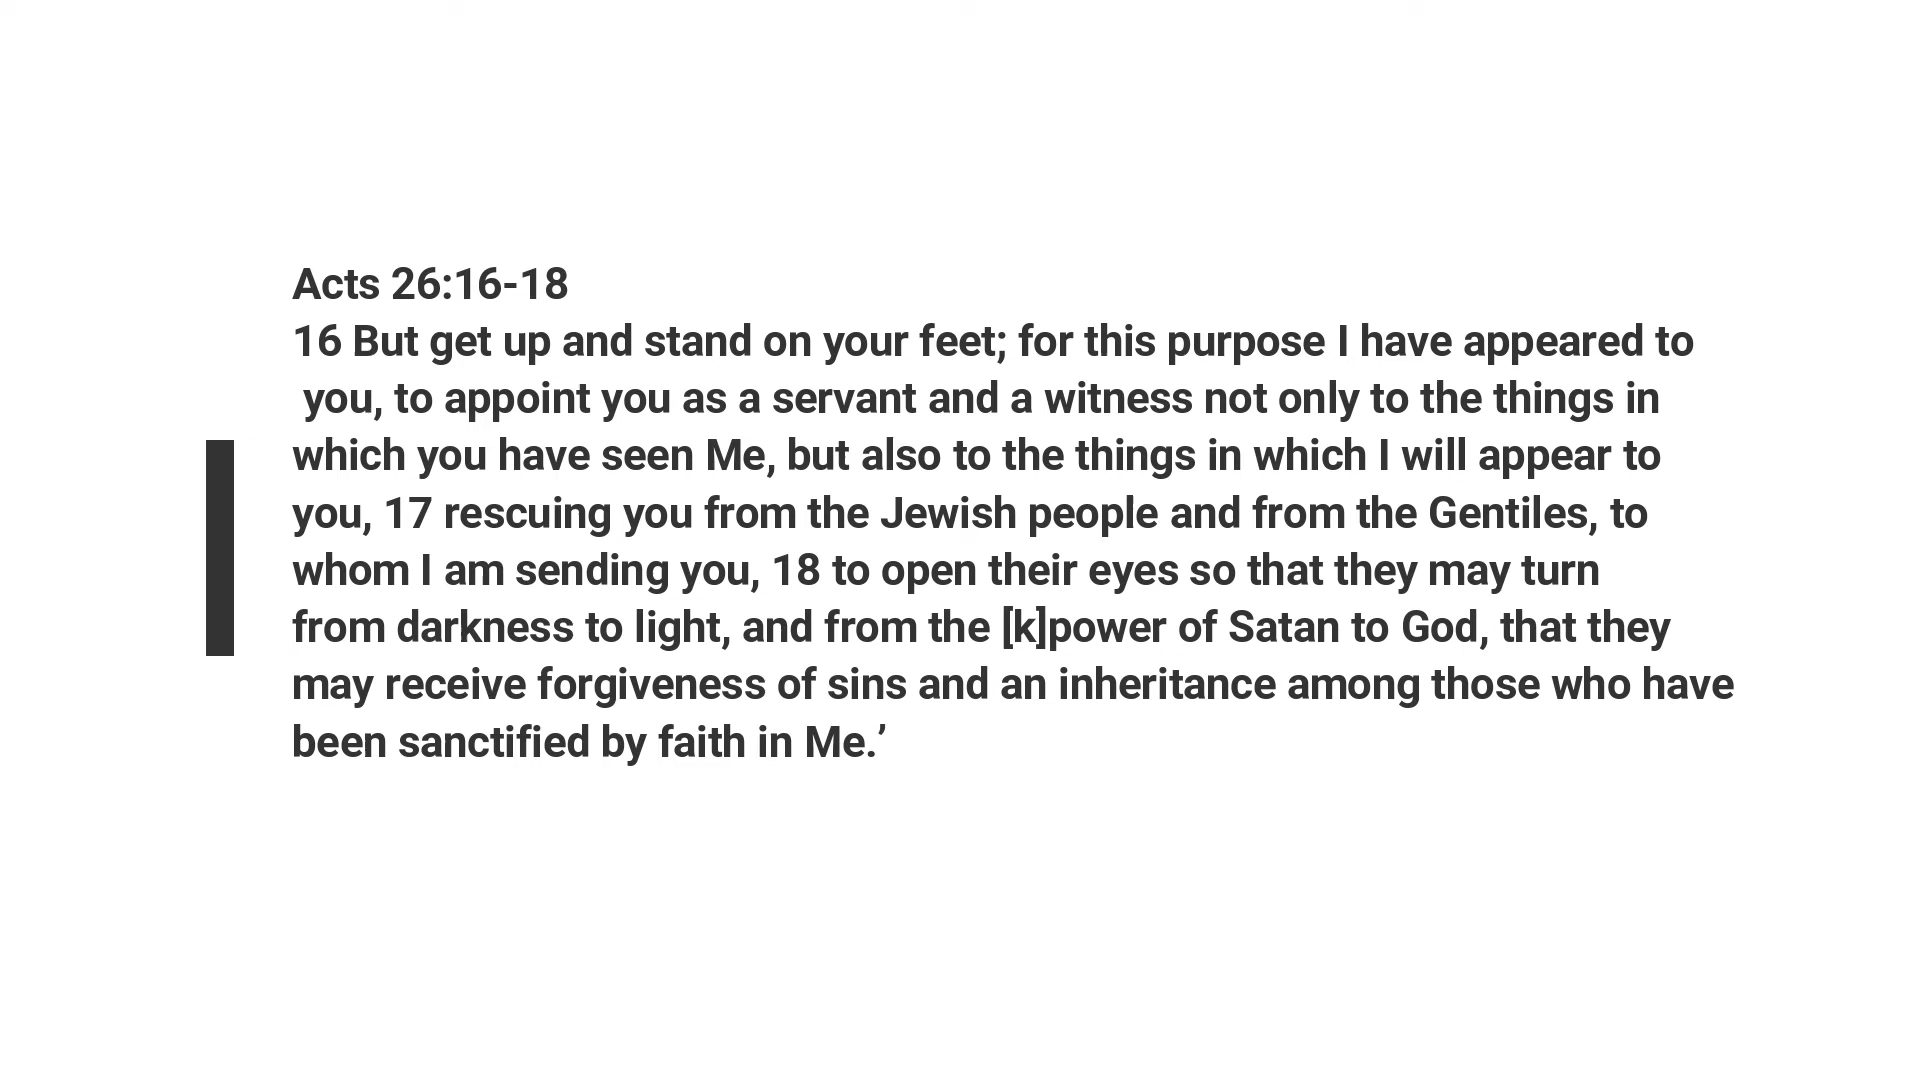 Acts 26:16-18
16 But get up and stand on your feet; for this purpose I have appeared to
you, to appoint you as a servant and a witness not only to the things in
which you have seen Me, but also to the things in which I will appear to
you, 17 rescuing you from the Jewish people and from the Gentiles, to
whom I am sending you, 18 to open their eyes so that they may turn
from darkness to light, and from the [k]power of Satan to God, that they
may receive forgiveness of sins and an inheritance among those who have
been sanctified by faith in Me.’